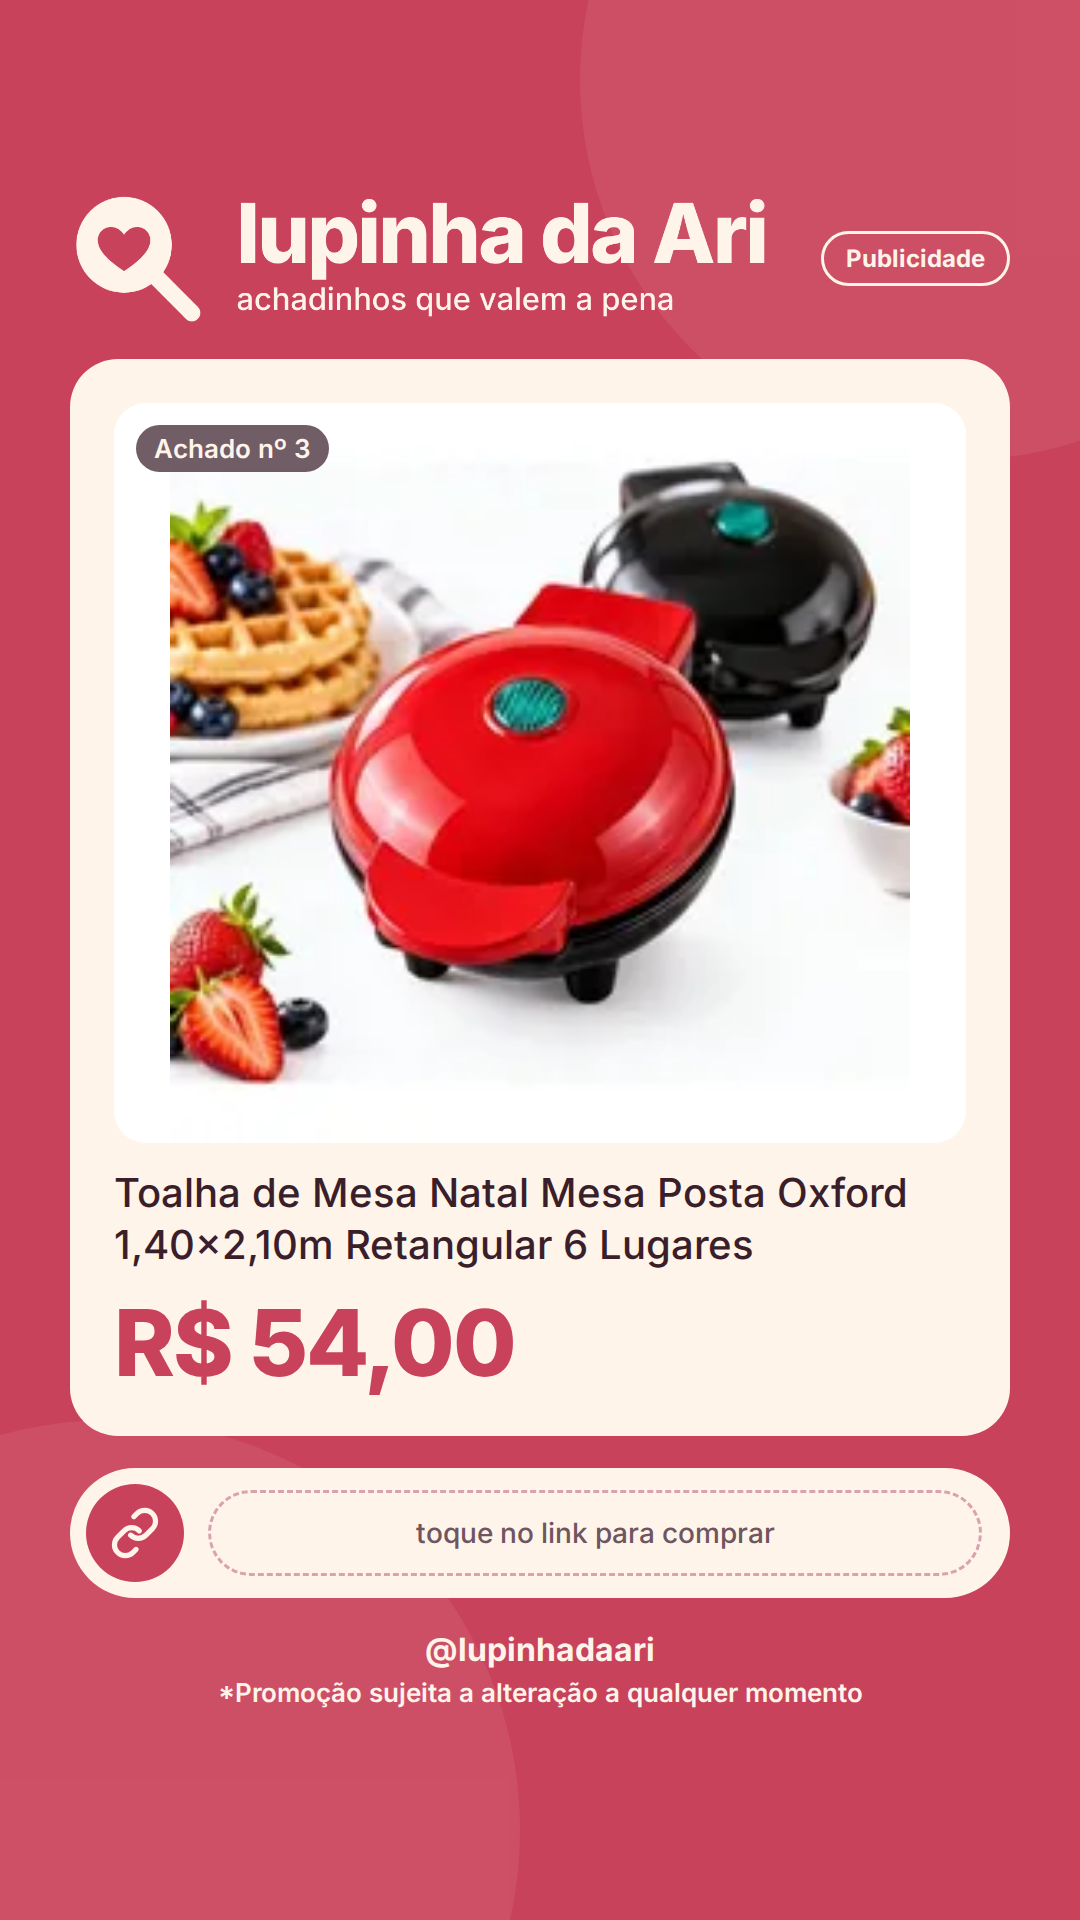 lupinha da Ari
achadinhos que valem a pena
Publicidade
Achado nº 3
Toalha de Mesa Natal Mesa Posta Oxford
1,40×2,10m Retangular 6 Lugares
R$ 54,00
toque no link para comprar
@lupinhadaari
*Promoção sujeita a alteração a qualquer momento